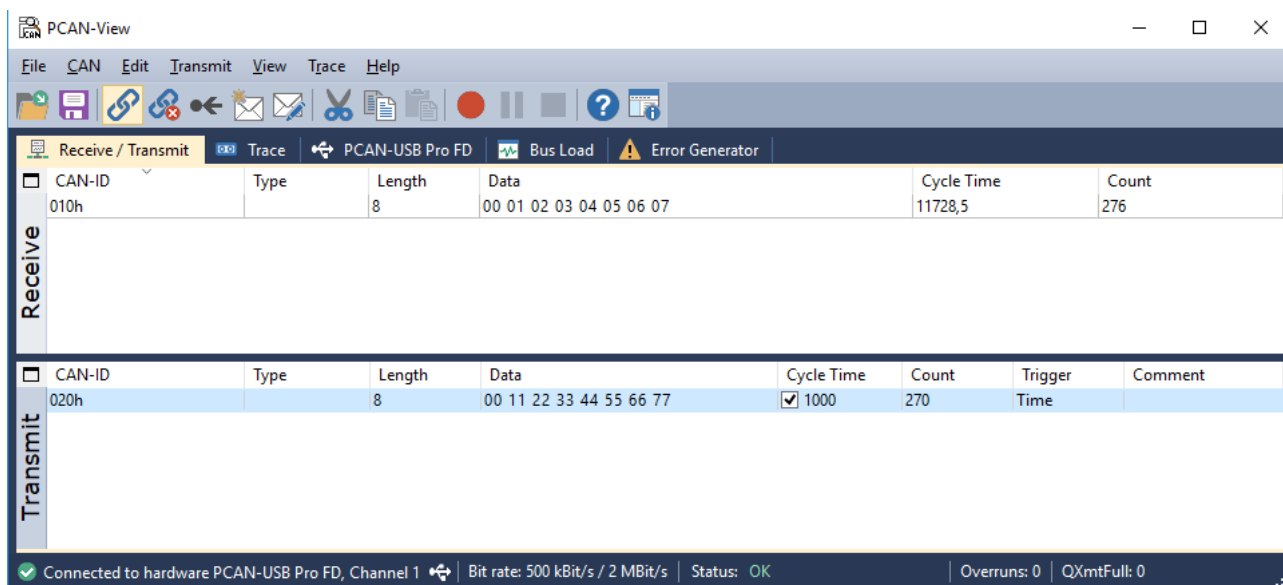 PCAN-View
File CAN Edit Transmit View Trace Help
Receive / Transmit Trace PCAN-USB Pro FD Bus Load Error Generator
CAN-ID Type Length Data Cycle Time Count
010h 8 00 01 02 03 04 05 06 07 11728,5 276
Receive
CAN-ID Type Length Data Cycle Time Count Trigger Comment
020h 8 00 11 22 33 44 55 66 77 1000 270 Time
Transmit
Connected to hardware PCAN-USB Pro FD, Channel 1 Bit rate: 500 kBit/s / 2 MBit/s Status: OK Overruns: 0 QXmtFull: 0